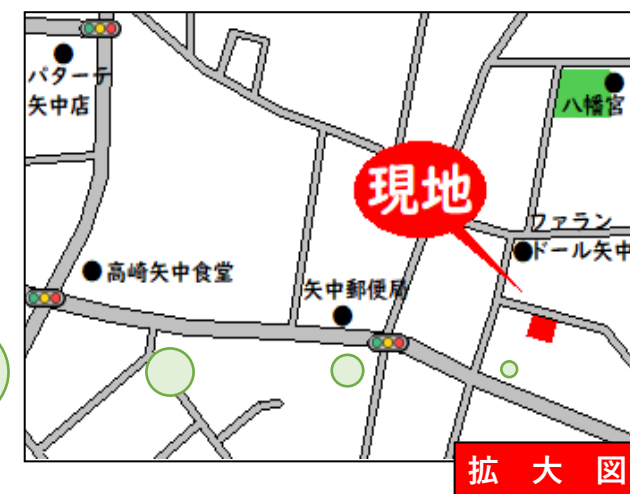 パターテ
矢中店
八幡宮
現地
ファラン
ドール矢中
高崎矢中食堂
矢中郵便局
拡大図